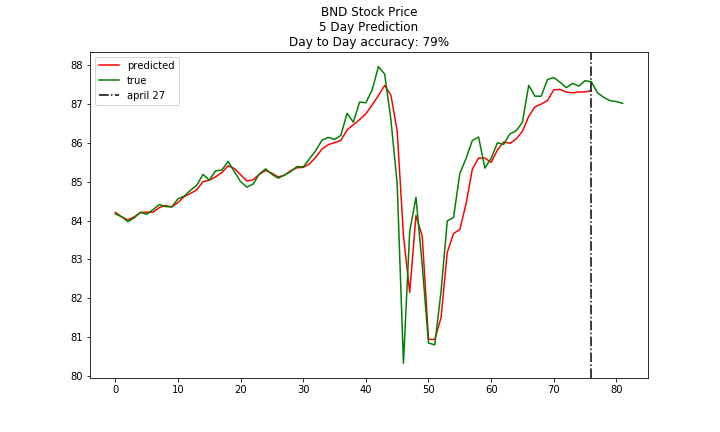 BND Stock Price
5 Day Prediction
Day to Day accuracy: 79%
predicted
true
april 27
88
87
86
85
84
83
82
81
80
0 10 20 30 40 50 60 70 80